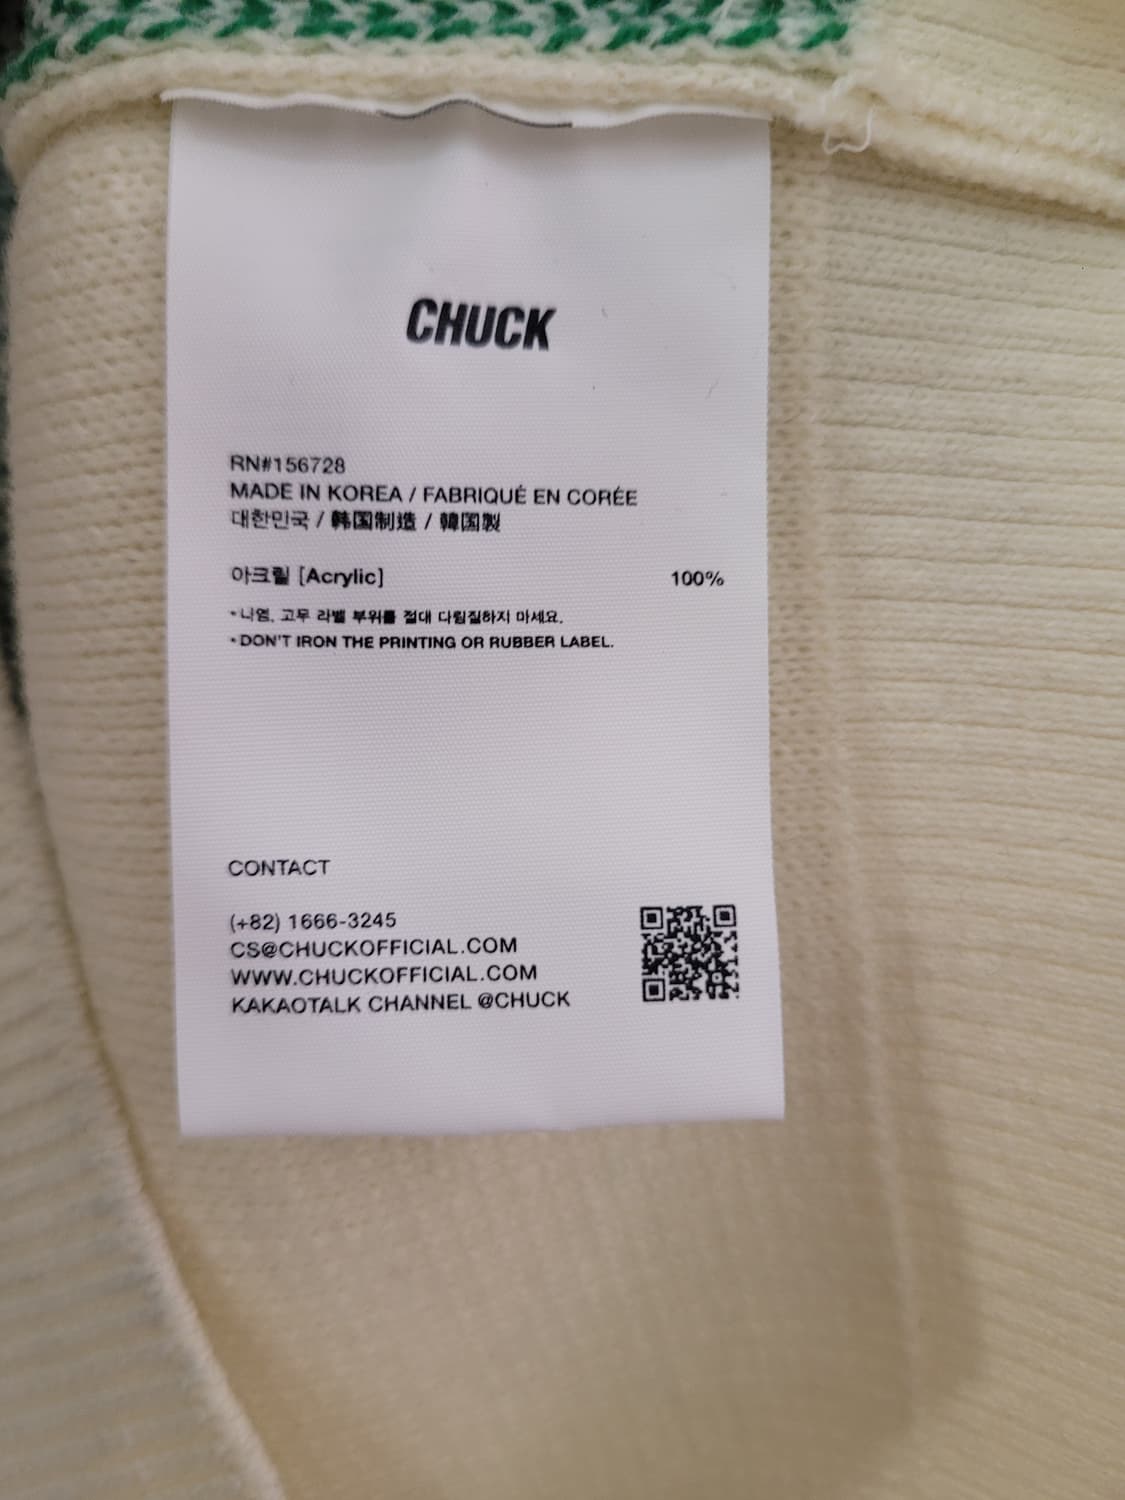 CHUCK
RN#156728
MADE IN KOREA / FABRIQUÉ EN CORÉE
대한민국 / 韩国制造 / 韓国製
아크릴 [Acrylic] 100%
*나염, 고무 라벨 부위를 절대 다림질하지 마세요.
*DON'T IRON THE PRINTING OR RUBBER LABEL.
CONTACT
(+82) 1666-3245
CS@CHUCKOFFICIAL.COM
WWW.CHUCKOFFICIAL.COM
KAKAOTALK CHANNEL @CHUCK